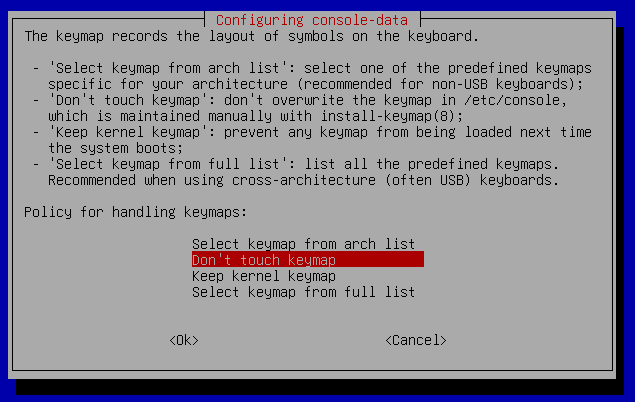 Configuring console-data
The keymap records the layout of symbols on the keyboard.
- 'Select keymap from arch list': select one of the predefined keymaps
specific for your architecture (recommended for non-USB keyboards);
- 'Don't touch keymap': don't overwrite the keymap in /etc/console,
which is maintained manually with install-keymap(8);
- 'Keep kernel keymap': prevent any keymap from being loaded next time
the system boots;
- 'Select keymap from full list': list all the predefined keymaps.
Recommended when using cross-architecture (often USB) keyboards.
Policy for handling keymaps:
Select keymap from arch list
Don't touch keymap
Keep kernel keymap
Select keymap from full list
<Ok> <Cancel>